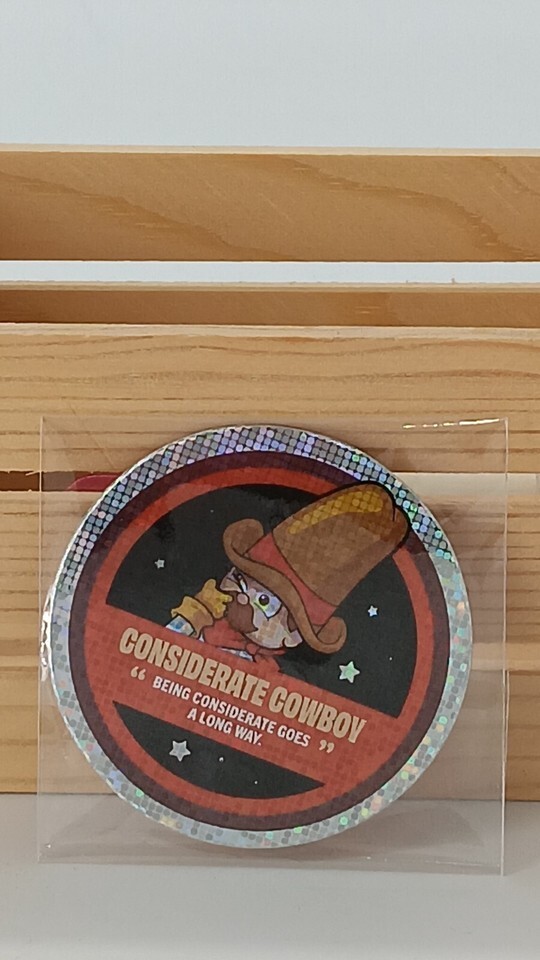 CONSIDERATE COWBOY
“ BEING CONSIDERATE GOES
A LONG WAY. ”